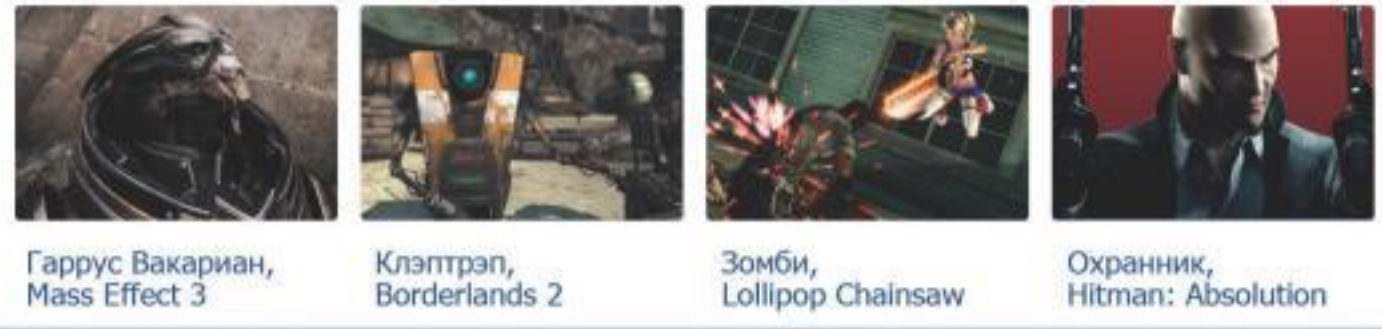 Гаррус Вакариан,
Mass Effect 3
Клэптрэп,
Borderlands 2
Зомби,
Lollipop Chainsaw
Охранник,
Hitman: Absolution